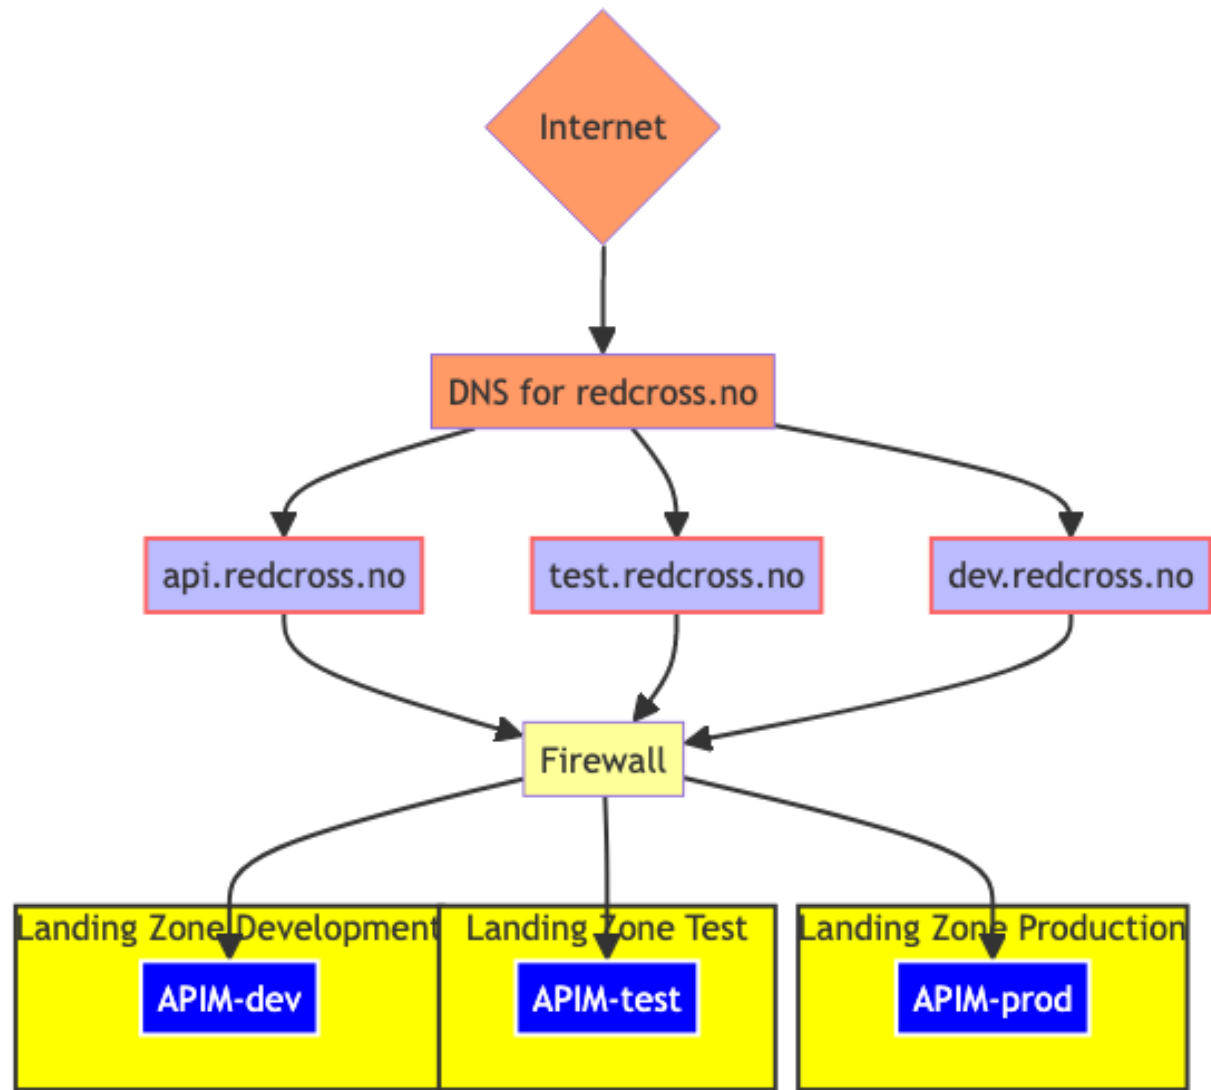 Internet
DNS for redcross.no
api.redcross.no
test.redcross.no
dev.redcross.no
Firewall
Landing Zone Development
Landing Zone Test
Landing Zone Production
APIM-dev
APIM-test
APIM-prod